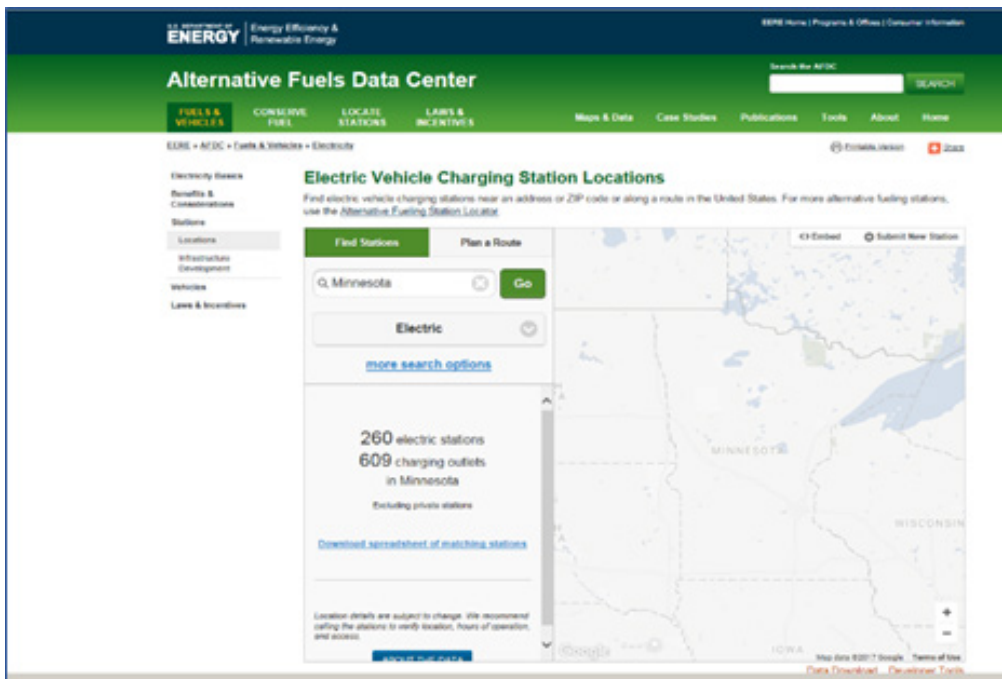 U.S. DEPARTMENT OF
ENERGY
Energy Efficiency &
Renewable Energy
EERE Home | Programs & Offices | Consumer Information
Alternative Fuels Data Center
Search the AFDC
SEARCH
FUELS & VEHICLES
CONSERVE FUEL
LOCATE STATIONS
LAWS & INCENTIVES
Maps & Data
Case Studies
Publications
Tools
About
Home
EERE » AFDC » Fuels & Vehicles » Electricity
Printable Version
Share
Electricity Basics
Benefits &
Considerations
Stations
Locations
Infrastructure
Development
Vehicles
Laws & Incentives
Electric Vehicle Charging Station Locations
Find electric vehicle charging stations near an address or ZIP code or along a route in the United States. For more alternative fueling stations,
use the Alternative Fueling Station Locator.
Find Stations
Plan a Route
<> Embed
Submit New Station
Minnesota
Go
Electric
more search options
260 electric stations
609 charging outlets
in Minnesota
Excluding private stations
Download spreadsheet of matching stations
Location details are subject to change. We recommend
calling the stations to verify location, hours of operation,
and access.
ABOUT THE DATA
MINNESOTA
WISCONSIN
IOWA
+
−
Google
Map data ©2017 Google
Terms of Use
Data Download
Developer Tools